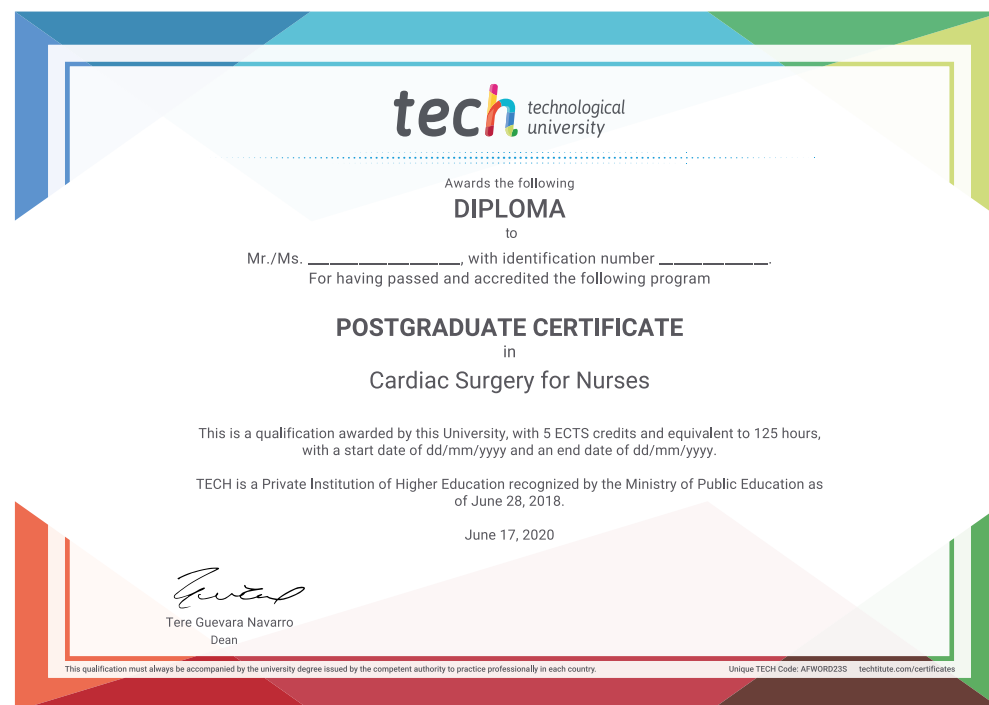 tech technological
university
Awards the following
DIPLOMA
to
Mr./Ms. ____________________, with identification number ______________.
For having passed and accredited the following program
POSTGRADUATE CERTIFICATE
in
Cardiac Surgery for Nurses
This is a qualification awarded by this University, with 5 ECTS credits and equivalent to 125 hours,
with a start date of dd/mm/yyyy and an end date of dd/mm/yyyy.
TECH is a Private Institution of Higher Education recognized by the Ministry of Public Education as
of June 28, 2018.
June 17, 2020
Tere Guevara Navarro
Dean
This qualification must always be accompanied by the university degree issued by the competent authority to practice professionally in each country. Unique TECH Code: AFWORD23S techtitute.com/certificates